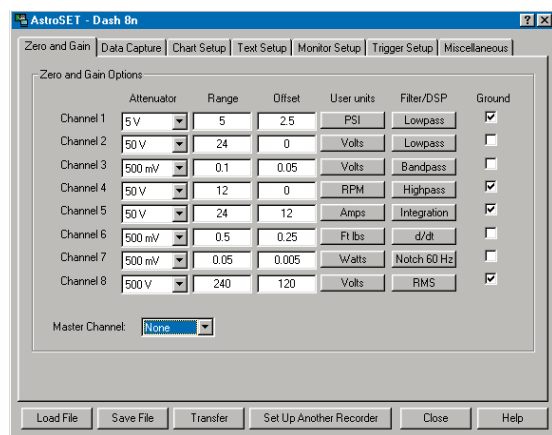 AstroSET - Dash 8n
Zero and Gain Data Capture Chart Setup Text Setup Monitor Setup Trigger Setup Miscellaneous
Zero and Gain Options
Attenuator Range Offset User units Filter/DSP Ground
Channel 1 5 V 5 2.5 PSI Lowpass
Channel 2 50 V 24 0 Volts Lowpass
Channel 3 500 mV 0.1 0.05 Volts Bandpass
Channel 4 50 V 12 0 RPM Highpass
Channel 5 50 V 24 12 Amps Integration
Channel 6 500 mV 0.5 0.25 Ft lbs d/dt
Channel 7 500 mV 0.05 0.005 Watts Notch 60 Hz
Channel 8 500 V 240 120 Volts RMS
Master Channel: None
Load File Save File Transfer Set Up Another Recorder Close Help